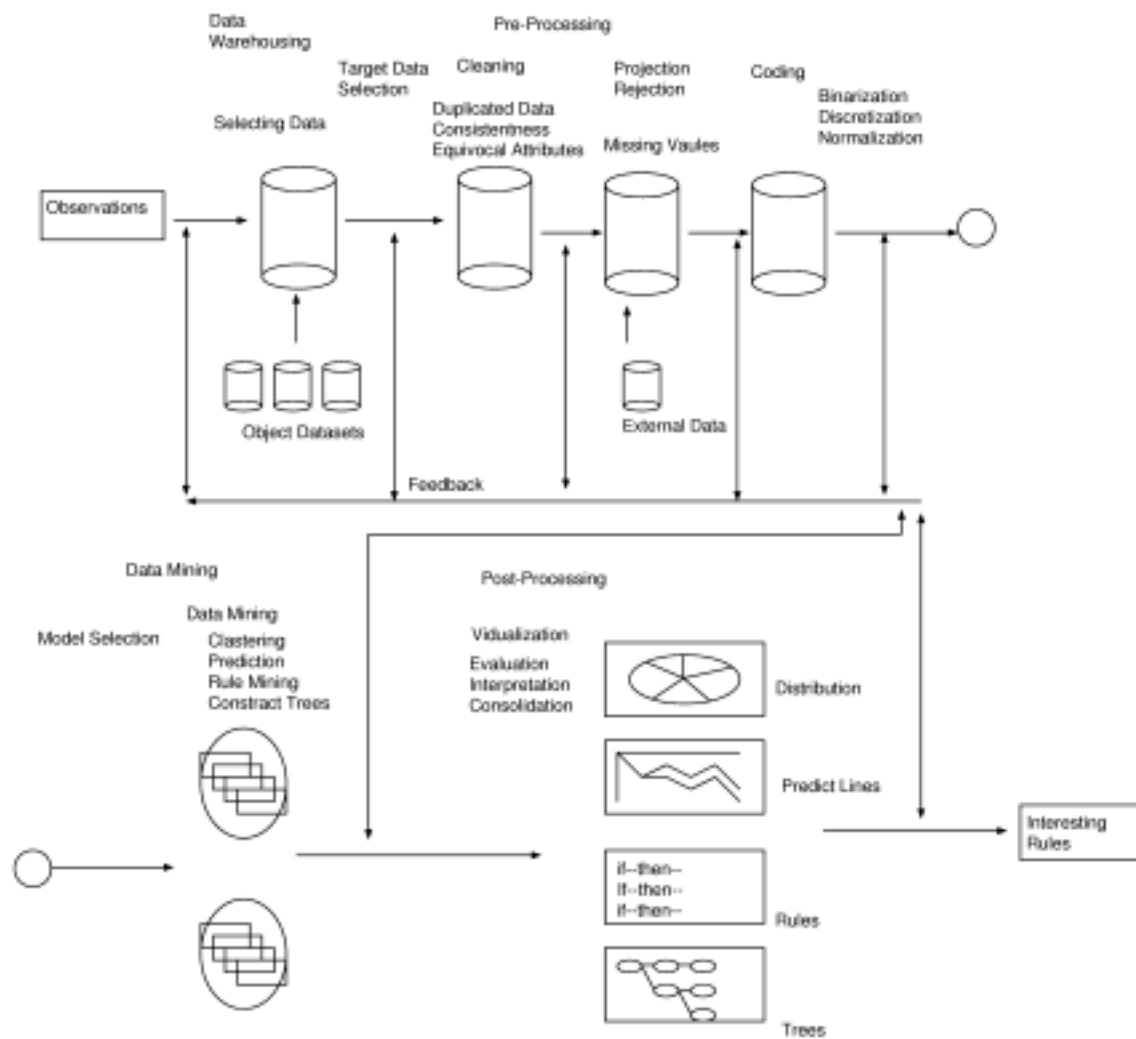 Data
Warehousing
Pre-Processing
Target Data
Selection
Cleaning
Projection
Rejection
Coding
Selecting Data
Duplicated Data
Consistentness
Equivocal Attributes
Missing Vaules
Binarization
Discretization
Normalization
Observations
Object Datasets
External Data
Feedback
Data Mining
Post-Processing
Model Selection
Data Mining
Clastering
Prediction
Rule Mining
Constract Trees
Vidualization
Evaluation
Interpretation
Consolidation
Distribution
Predict Lines
Interesting
Rules
if--then--
If--then--
if--then--
Rules
Trees